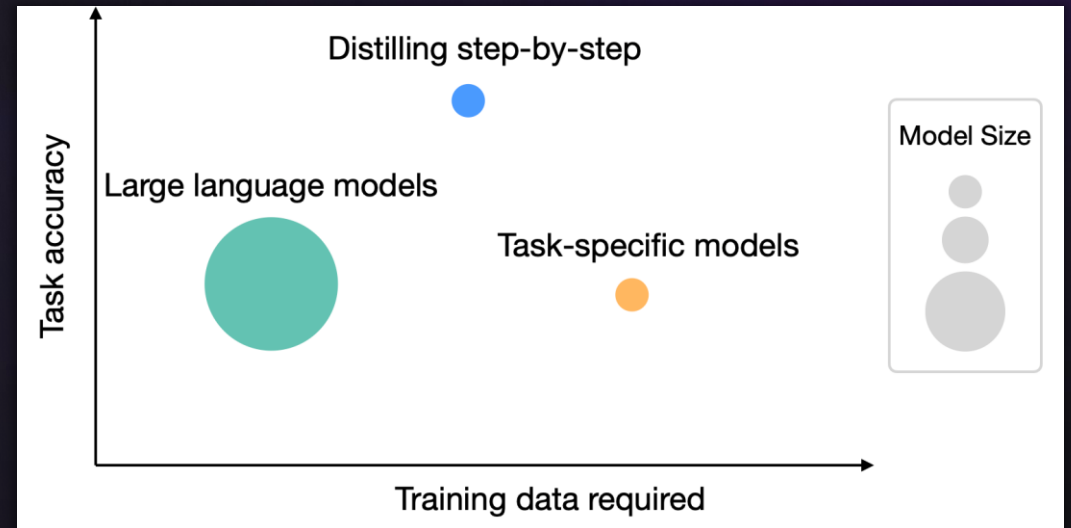 Distilling step-by-step
Large language models
Task-specific models
Task accuracy
Training data required
Model Size